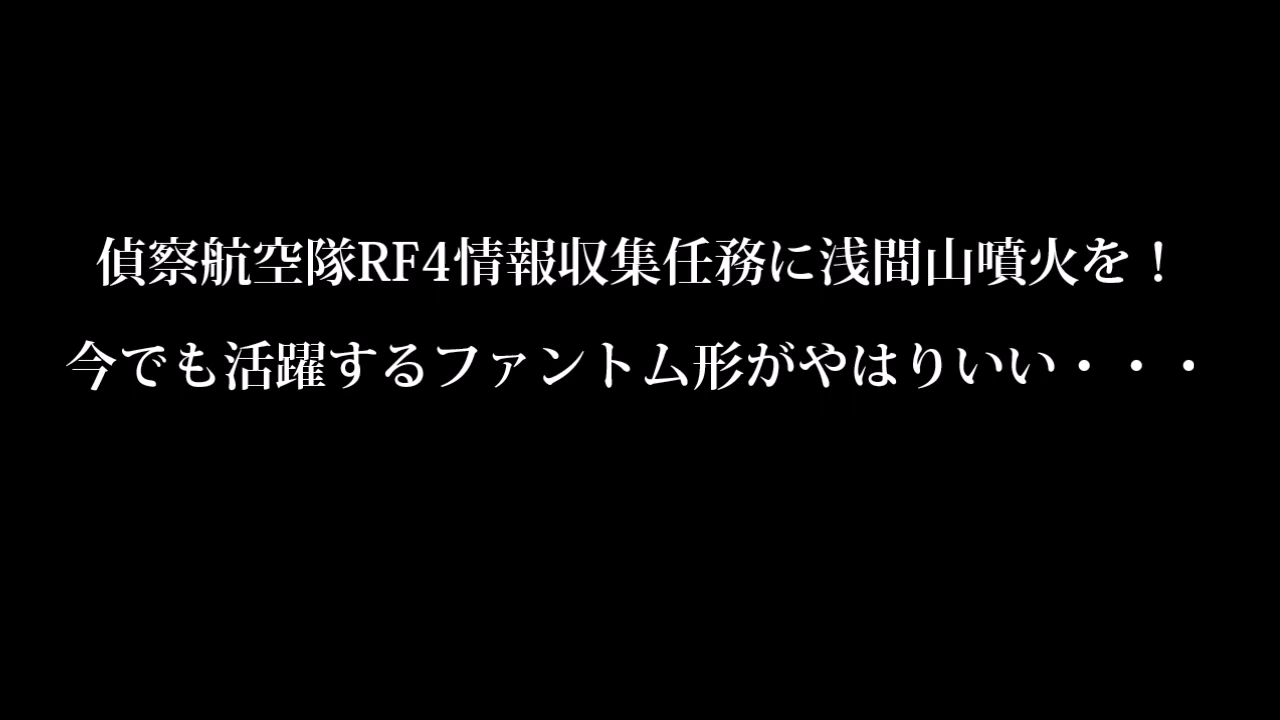 偵察航空隊RF4情報収集任務に浅間山噴火を！
今でも活躍するファントム形がやはりいい・・・